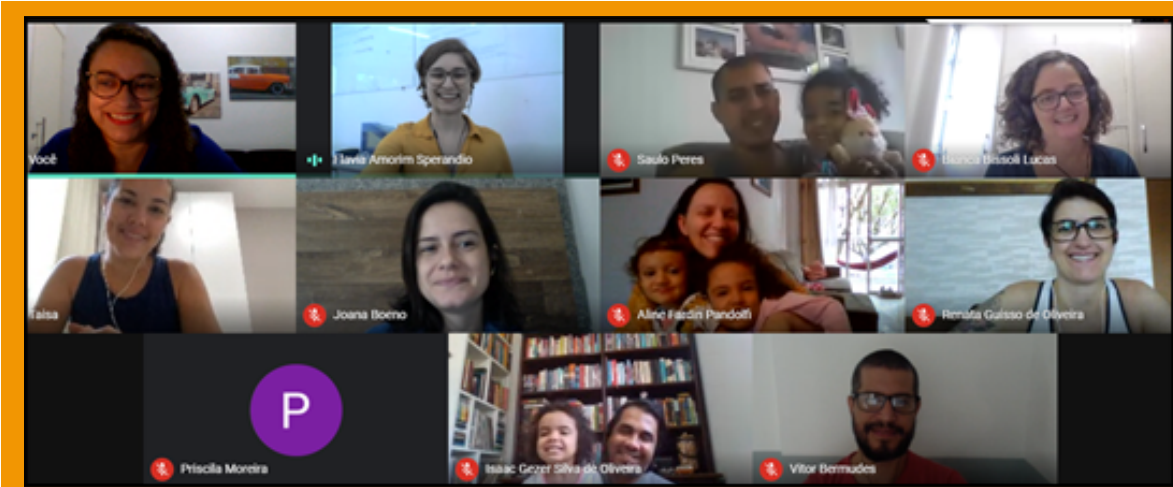 Você
Flavia Amorim Sperandio
Saulo Peres
Bianca Bissoli Lucas
Taisa
Joana Boeno
Aline Fardin Pandolfi
Renata Guisso de Oliveira
P
Priscila Moreira
Isaac Gezer Silva de Oliveira
Vitor Bermudes